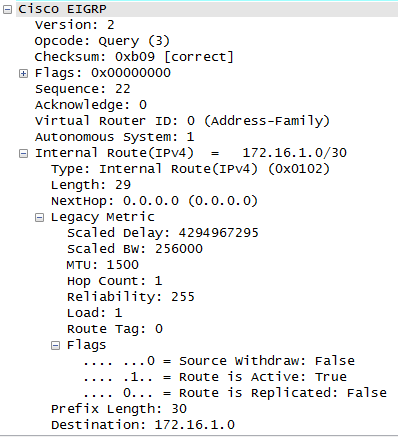 Cisco EIGRP
Version: 2
Opcode: Query (3)
Checksum: 0xb09 [correct]
Flags: 0x00000000
Sequence: 22
Acknowledge: 0
Virtual Router ID: 0 (Address-Family)
Autonomous System: 1
Internal Route(IPv4) = 172.16.1.0/30
Type: Internal Route(IPv4) (0x0102)
Length: 29
NextHop: 0.0.0.0 (0.0.0.0)
Legacy Metric
Scaled Delay: 4294967295
Scaled BW: 256000
MTU: 1500
Hop Count: 1
Reliability: 255
Load: 1
Route Tag: 0
Flags
.... ...0 = Source Withdraw: False
.... .1.. = Route is Active: True
.... 0... = Route is Replicated: False
Prefix Length: 30
Destination: 172.16.1.0